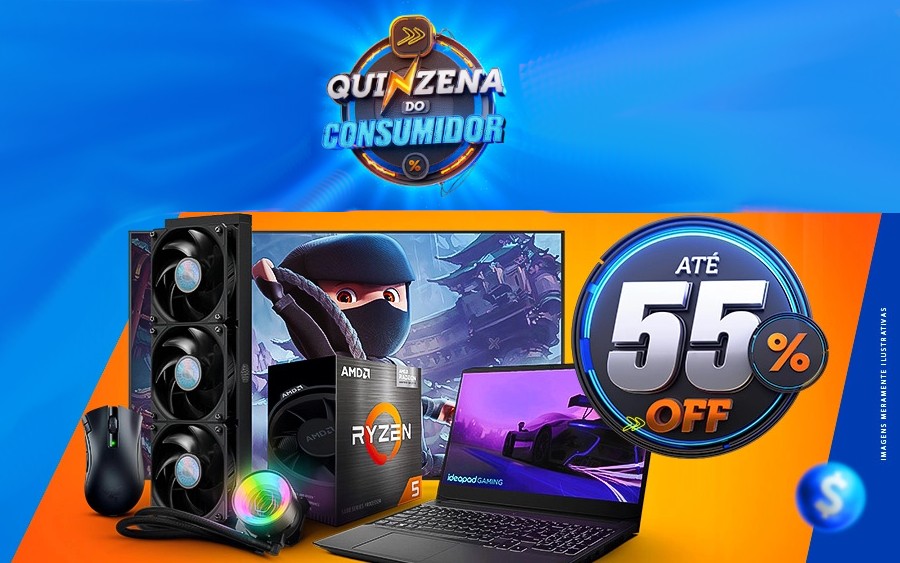 QUINZENA
DO
CONSUMIDOR
%
ATÉ
55%
OFF
AMD
RYZEN
5
ideapad GAMING
$
IMAGENS MERAMENTE ILUSTRATIVAS